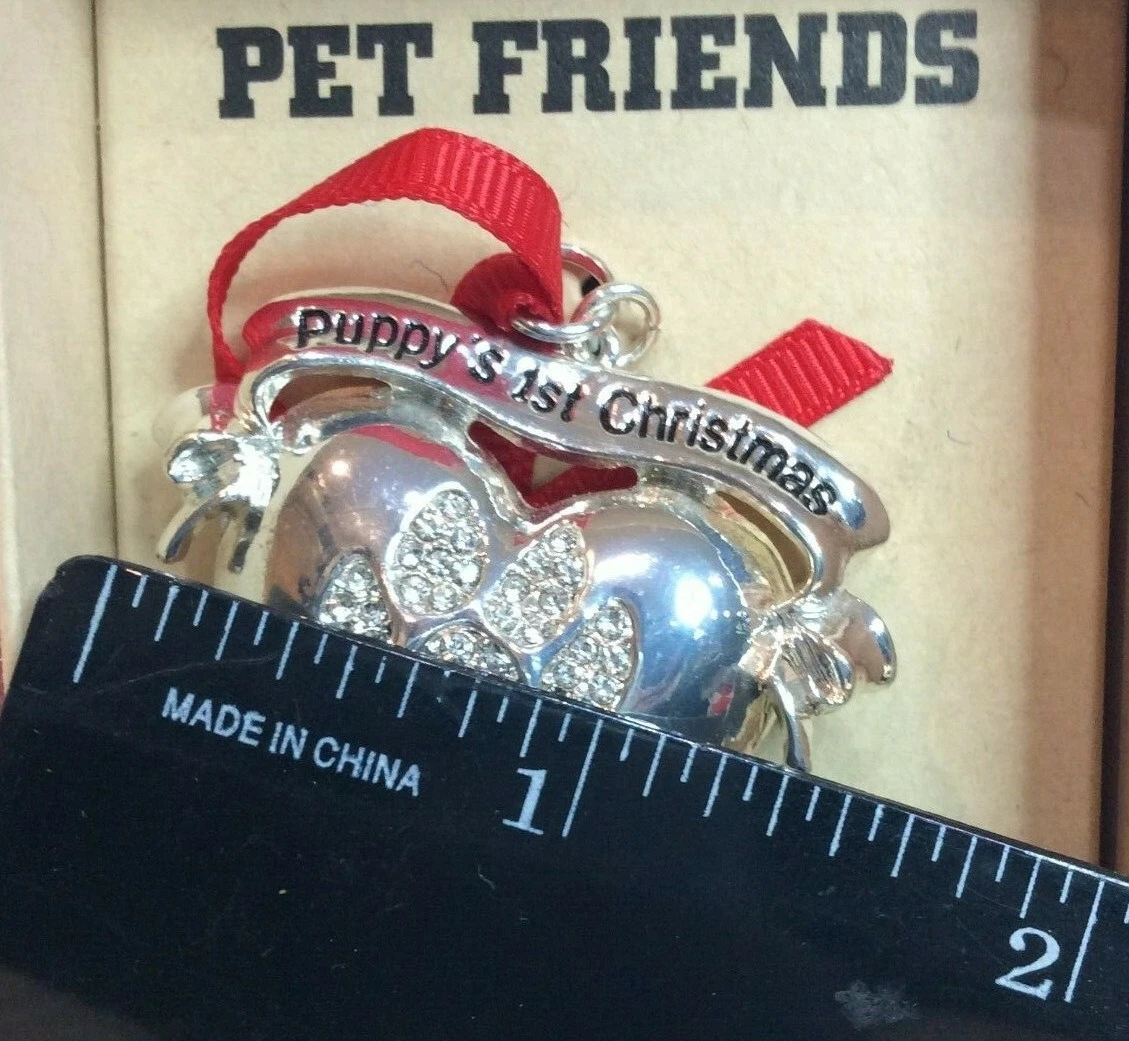 PET FRIENDS
Puppy's 1st Christmas
MADE IN CHINA
1
2